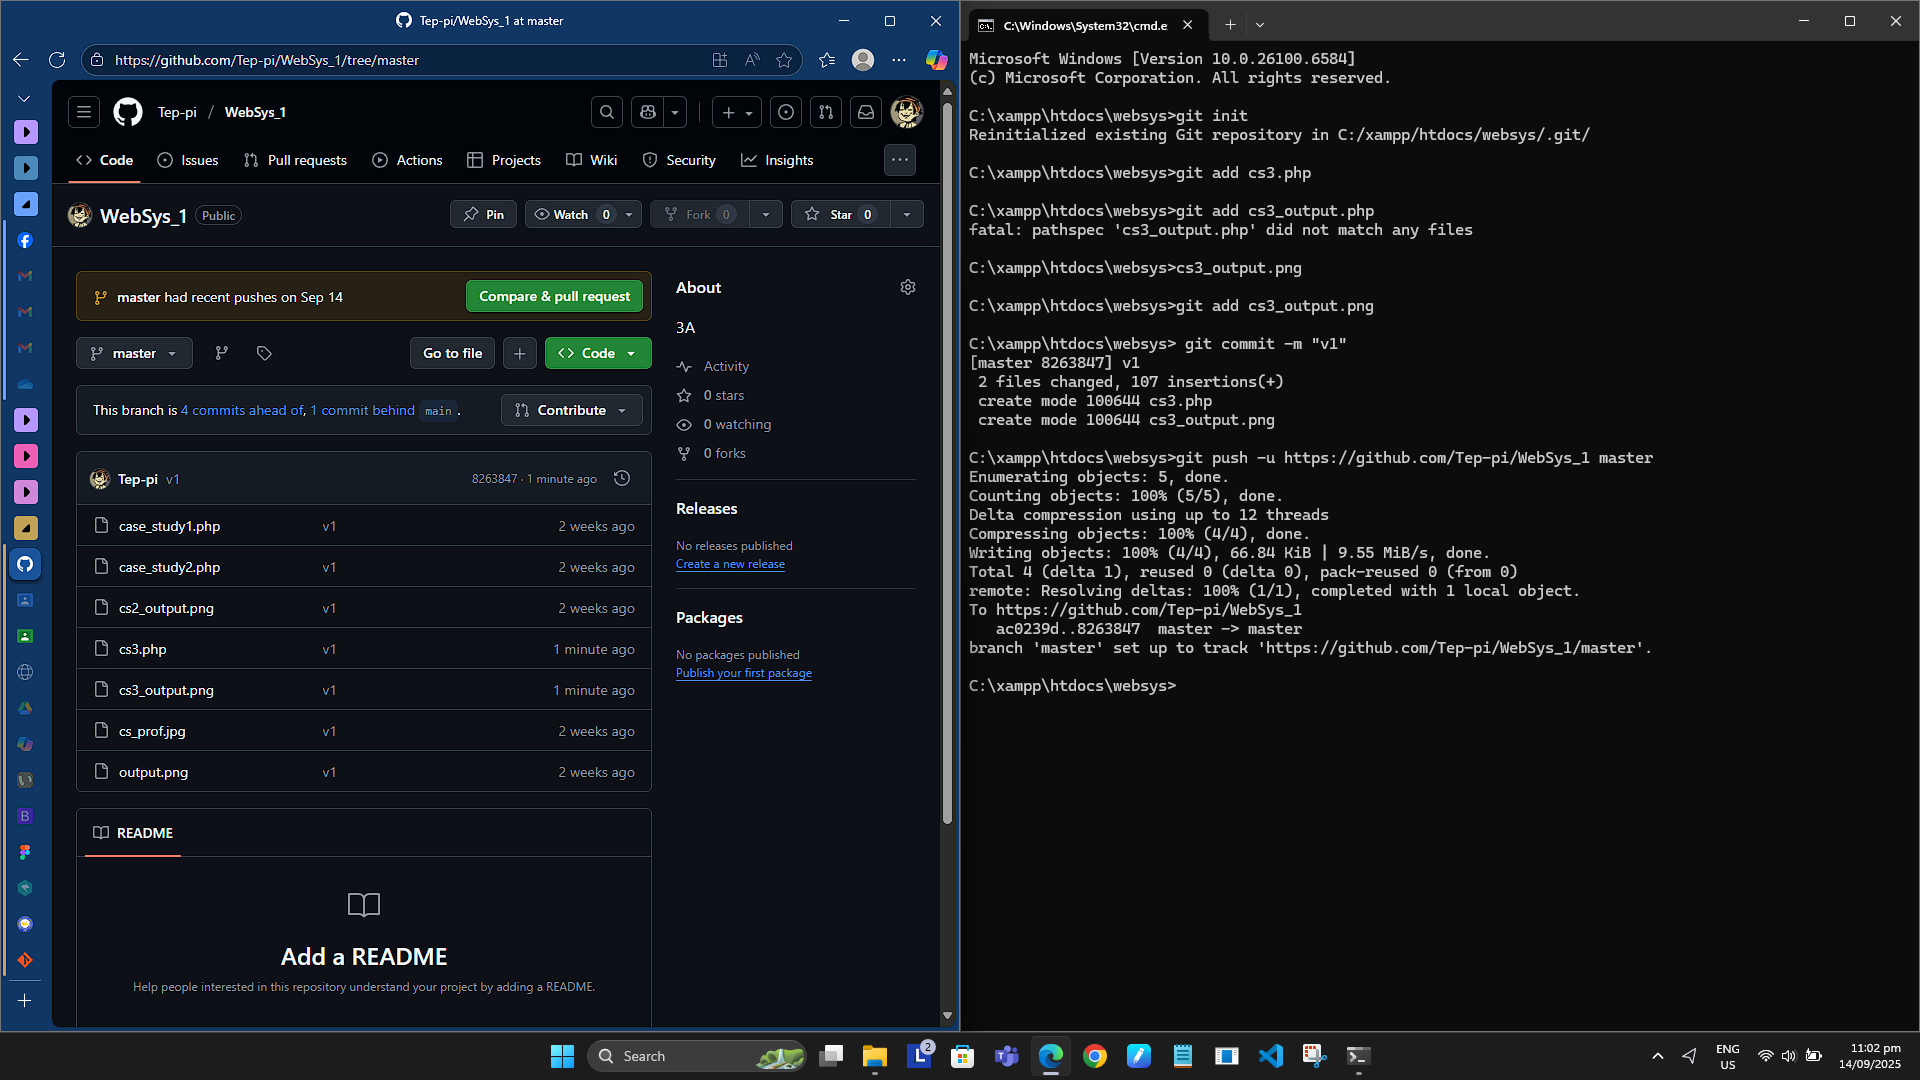 Tep-pi/WebSys_1 at master
https://github.com/Tep-pi/WebSys_1/tree/master
Tep-pi / WebSys_1
Code Issues Pull requests Actions Projects Wiki Security Insights
WebSys_1 Public
Pin Watch 0 Fork 0 Star 0
master had recent pushes on Sep 14 Compare & pull request
master Go to file Code
This branch is 4 commits ahead of, 1 commit behind main . Contribute
Tep-pi v1 8263847 · 1 minute ago
case_study1.php v1 2 weeks ago
case_study2.php v1 2 weeks ago
cs2_output.png v1 2 weeks ago
cs3.php v1 1 minute ago
cs3_output.png v1 1 minute ago
cs_prof.jpg v1 2 weeks ago
output.png v1 2 weeks ago
README
Add a README
Help people interested in this repository understand your project by adding a README.
About
3A
Activity
0 stars
0 watching
0 forks
Releases
No releases published
Create a new release
Packages
No packages published
Publish your first package
C:\Windows\System32\cmd.e
Microsoft Windows [Version 10.0.26100.6584]
(c) Microsoft Corporation. All rights reserved.
C:\xampp\htdocs\websys>git init
Reinitialized existing Git repository in C:/xampp/htdocs/websys/.git/
C:\xampp\htdocs\websys>git add cs3.php
C:\xampp\htdocs\websys>git add cs3_output.php
fatal: pathspec 'cs3_output.php' did not match any files
C:\xampp\htdocs\websys>cs3_output.png
C:\xampp\htdocs\websys>git add cs3_output.png
C:\xampp\htdocs\websys> git commit -m "v1"
[master 8263847] v1
2 files changed, 107 insertions(+)
create mode 100644 cs3.php
create mode 100644 cs3_output.png
C:\xampp\htdocs\websys>git push -u https://github.com/Tep-pi/WebSys_1 master
Enumerating objects: 5, done.
Counting objects: 100% (5/5), done.
Delta compression using up to 12 threads
Compressing objects: 100% (4/4), done.
Writing objects: 100% (4/4), 66.84 KiB | 9.55 MiB/s, done.
Total 4 (delta 1), reused 0 (delta 0), pack-reused 0 (from 0)
remote: Resolving deltas: 100% (1/1), completed with 1 local object.
To https://github.com/Tep-pi/WebSys_1
ac0239d..8263847 master -> master
branch 'master' set up to track 'https://github.com/Tep-pi/WebSys_1/master'.
C:\xampp\htdocs\websys>
Search
2
ENG
US
11:02 pm
14/09/2025